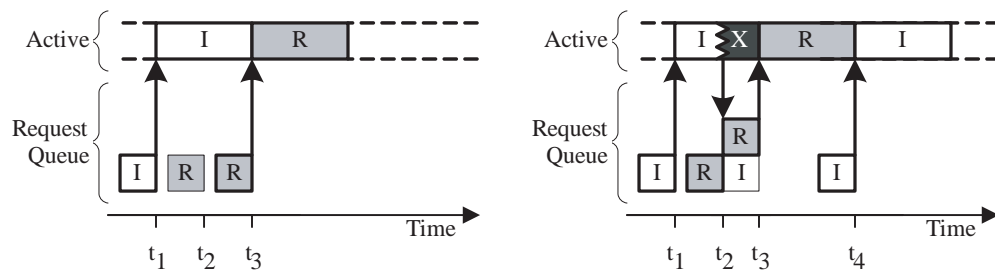 Active
I
R
Request
Queue
I
R
R
Time
t1
t2
t3
Active
I
X
R
I
Request
Queue
R
I
R
I
I
Time
t1
t2
t3
t4